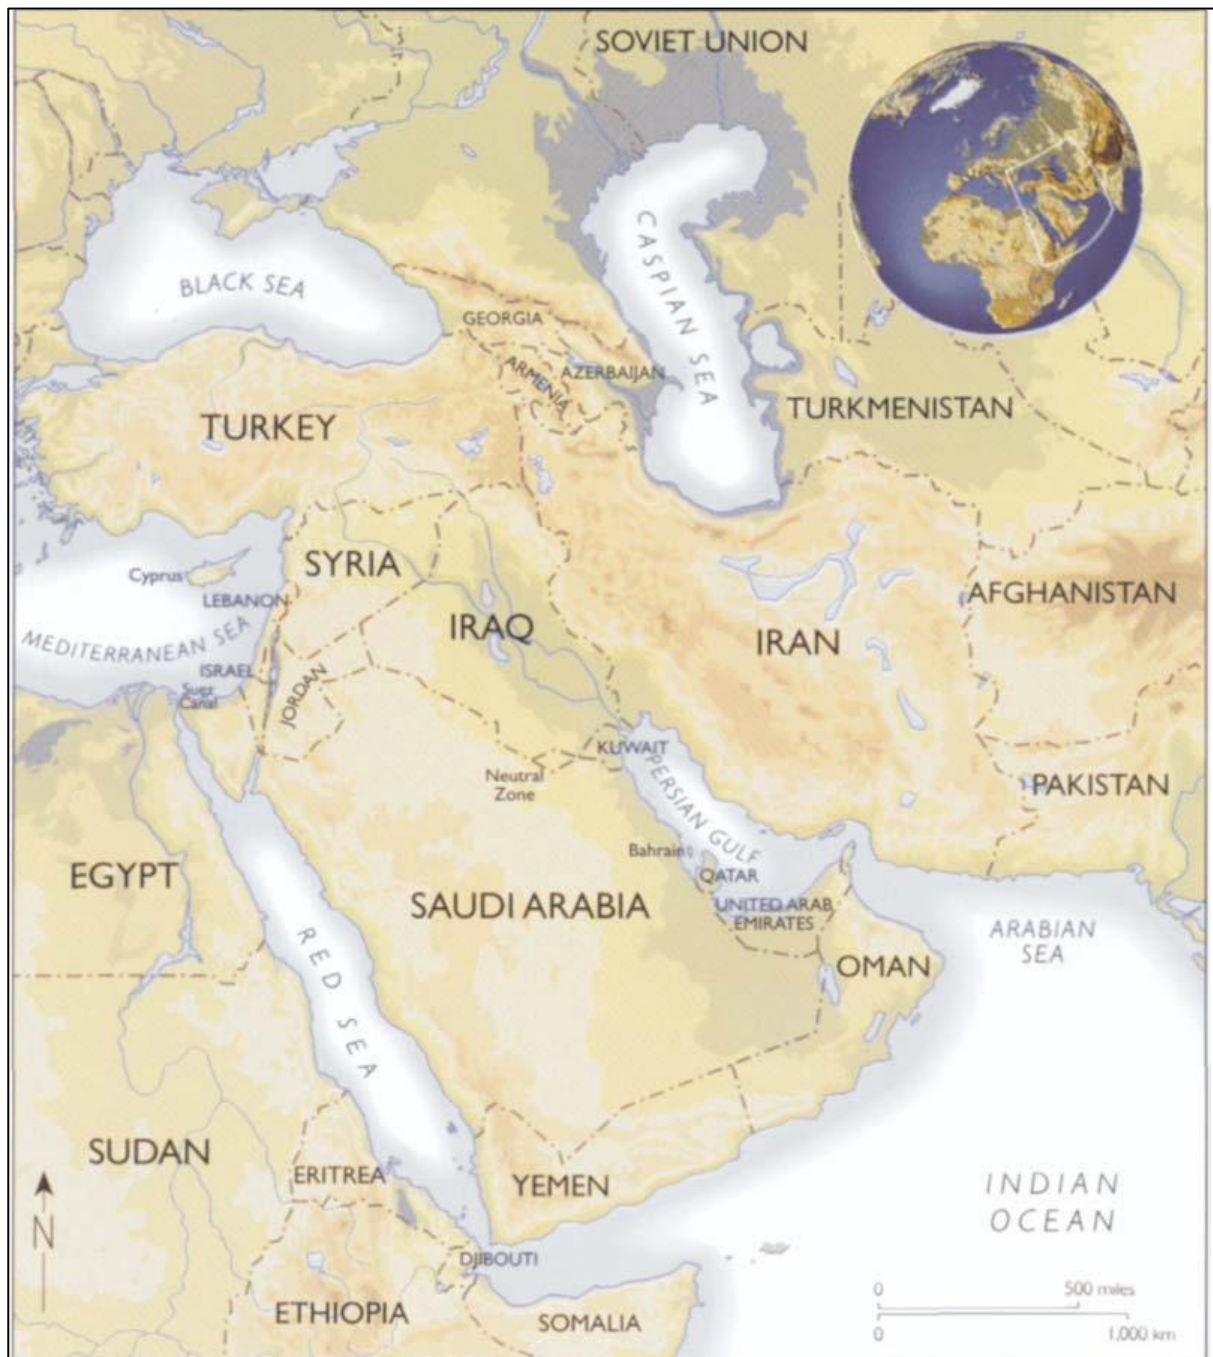 SOVIET UNION
CASPIAN SEA
BLACK SEA
GEORGIA
ARMENIA
AZERBAIJAN
TURKMENISTAN
TURKEY
SYRIA
Cyprus
LEBANON
MEDITERRANEAN SEA
IRAQ
IRAN
AFGHANISTAN
ISRAEL
Suez
Canal
JORDAN
KUWAIT
Neutral
Zone
PERSIAN GULF
PAKISTAN
Bahrain
QATAR
EGYPT
SAUDI ARABIA
UNITED ARAB
EMIRATES
OMAN
ARABIAN
SEA
RED SEA
SUDAN
ERITREA
YEMEN
INDIAN
OCEAN
N
DJIBOUTI
ETHIOPIA
SOMALIA
0 500 miles
0 1,000 km